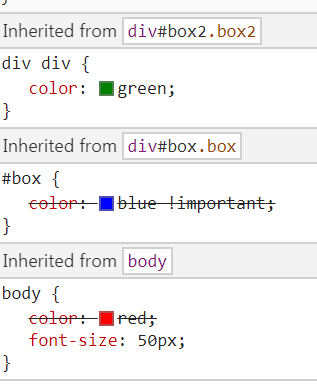 }
Inherited from div#box2.box2
div div {
color: green;
}
Inherited from div#box.box
#box {
color: blue !important;
}
Inherited from body
body {
color: red;
font-size: 50px;
}